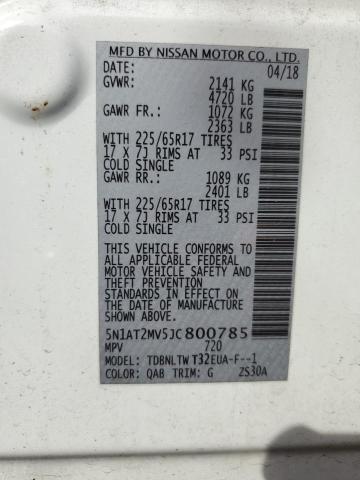 MFD BY NISSAN MOTOR CO., LTD.
DATE: 04/18
GVWR: 2141 KG
4720 LB
GAWR FR.: 1072 KG
2363 LB
WITH 225/65R17 TIRES
17 X 7J RIMS AT 33 PSI
COLD SINGLE
GAWR RR.: 1089 KG
2401 LB
WITH 225/65R17 TIRES
17 X 7J RIMS AT 33 PSI
COLD SINGLE
THIS VEHICLE CONFORMS TO
ALL APPLICABLE FEDERAL
MOTOR VEHICLE SAFETY AND
THEFT PREVENTION
STANDARDS IN EFFECT ON
THE DATE OF MANUFACTURE
SHOWN ABOVE.
5N1AT2MV5JC800785
MPV 720
MODEL: TDBNLTW T32EUA-F--1
COLOR: QAB TRIM: G ZS30A